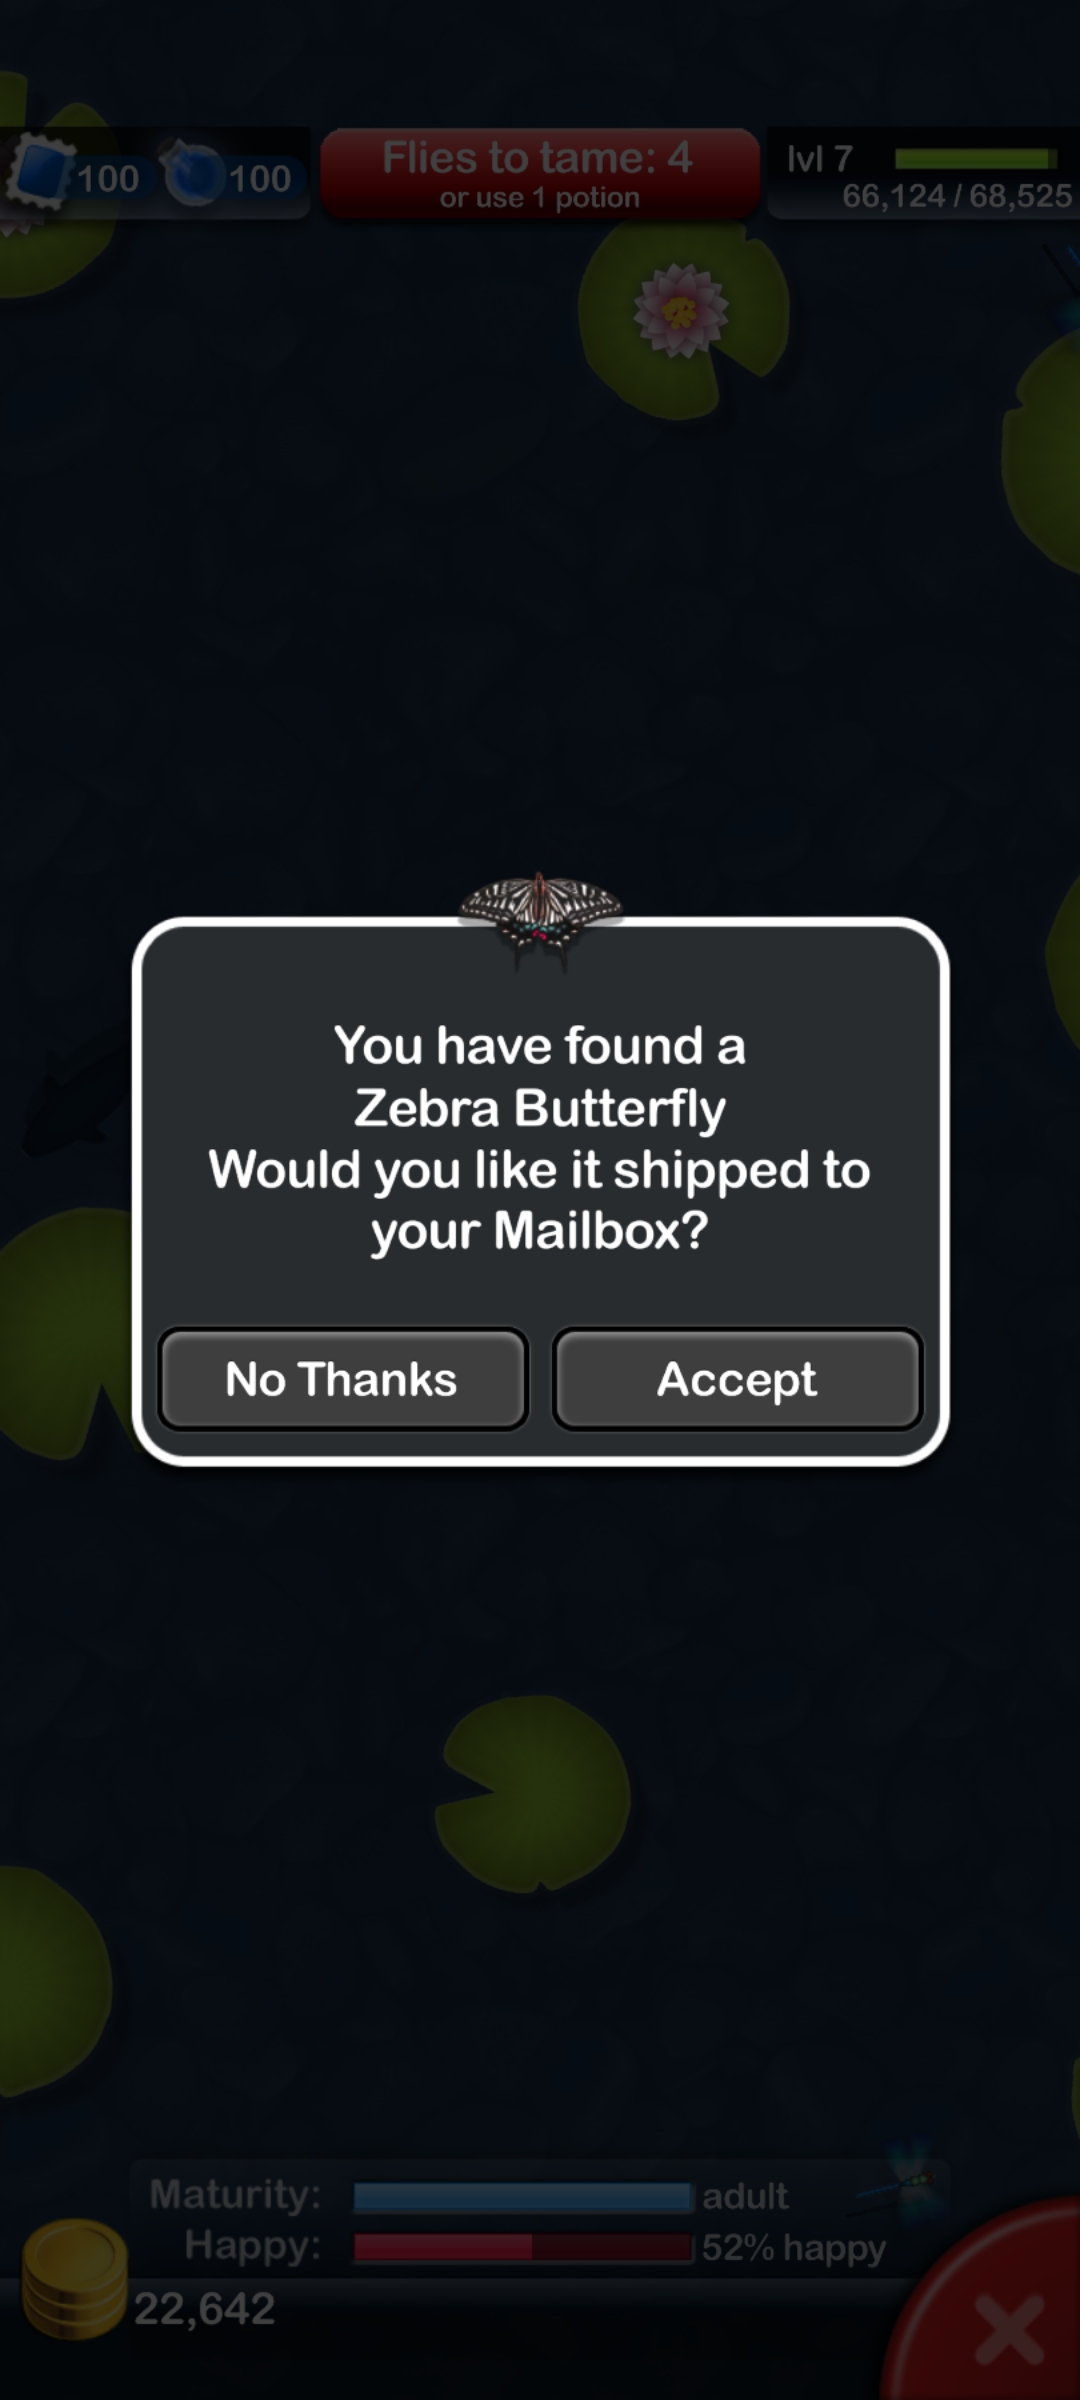 100
100
Flies to tame: 4
or use 1 potion
lvl 7
66,124 / 68,525
You have found a
Zebra Butterfly
Would you like it shipped to
your Mailbox?
No Thanks
Accept
Maturity:
adult
Happy:
52% happy
22,642